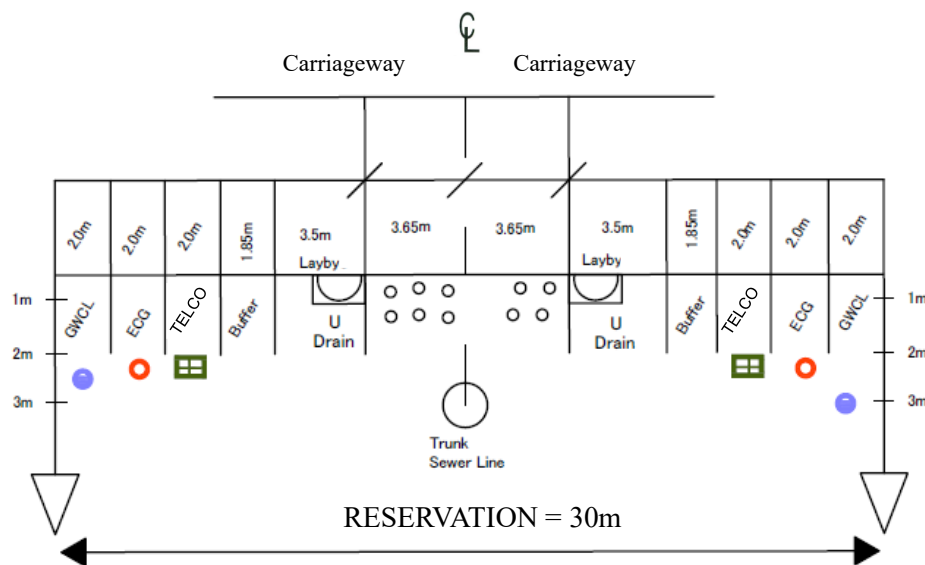 ℄
Carriageway Carriageway
2.0m 2.0m 2.0m 1.85m 3.5m 3.65m 3.65m 3.5m 1.85m 2.0m 2.0m 2.0m
Layby Layby
1m GWCL ECG TELCO Buffer U Drain U Drain Buffer TELCO ECG GWCL 1m
2m 2m
3m 3m
Trunk
Sewer Line
RESERVATION = 30m